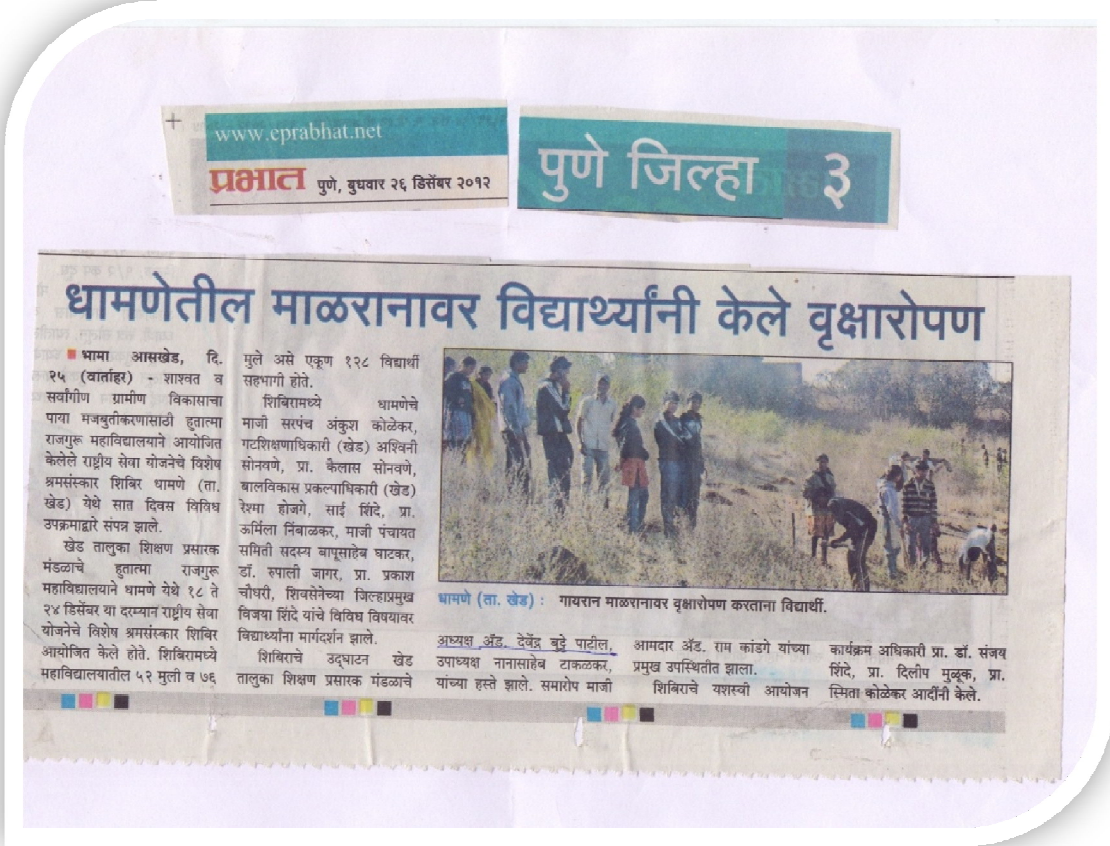 www.eprabhat.net
प्रभात पुणे, बुधवार २६ डिसेंबर २०१२
पुणे जिल्हा ३
धामणेतील माळरानावर विद्यार्थ्यांनी केले वृक्षारोपण
भामा आसखेड, दि.
२५ (वार्ताहर) - शाश्वत व
सर्वांगीण ग्रामीण विकासाचा
पाया मजबुतीकरणासाठी हुतात्मा
राजगुरू महाविद्यालयाने आयोजित
केलेले राष्ट्रीय सेवा योजनेचे विशेष
श्रमसंस्कार शिबिर धामणे (ता.
खेड) येथे सात दिवस विविध
उपक्रमाद्वारे संपन्न झाले.
खेड तालुका शिक्षण प्रसारक
मंडळाचे हुतात्मा राजगुरू
महाविद्यालयाने धामणे येथे १८ ते
२४ डिसेंबर या दरम्यान राष्ट्रीय सेवा
योजनेचे विशेष श्रमसंस्कार शिबिर
आयोजित केले होते. शिबिरामध्ये
महाविद्यालयातील ५२ मुली व ७६
मुले असे एकूण १२८ विद्यार्थी
सहभागी होते.
शिबिरामध्ये धामणेचे
माजी सरपंच अंकुश कोळेकर,
गटशिक्षणाधिकारी (खेड) अश्विनी
सोनवणे, प्रा. कैलास सोनवणे,
बालविकास प्रकल्पाधिकारी (खेड)
रेश्मा होजगे, साई शिंदे, प्रा.
ऊर्मिला निंबाळकर, माजी पंचायत
समिती सदस्य बापूसाहेब घाटकर,
डॉ. रुपाली जागर, प्रा. प्रकाश
चौधरी, शिवसेनेच्या जिल्हाप्रमुख
विजया शिंदे यांचे विविध विषयावर
विद्यार्थ्यांना मार्गदर्शन झाले.
शिबिराचे उद्घाटन खेड
तालुका शिक्षण प्रसारक मंडळाचे
धामणे (ता. खेड) : गायरान माळरानावर वृक्षारोपण करताना विद्यार्थी.
अध्यक्ष अ‍ॅड. देवेंद्र बुट्टे पाटील,
उपाध्यक्ष नानासाहेब टाकळकर,
यांच्या हस्ते झाले. समारोप माजी
आमदार अ‍ॅड. राम कांडगे यांच्या
प्रमुख उपस्थितीत झाला.
शिबिराचे यशस्वी आयोजन
कार्यक्रम अधिकारी प्रा. डॉ. संजय
शिंदे, प्रा. दिलीप मुळूक, प्रा.
स्मिता कोळेकर आदींनी केले.